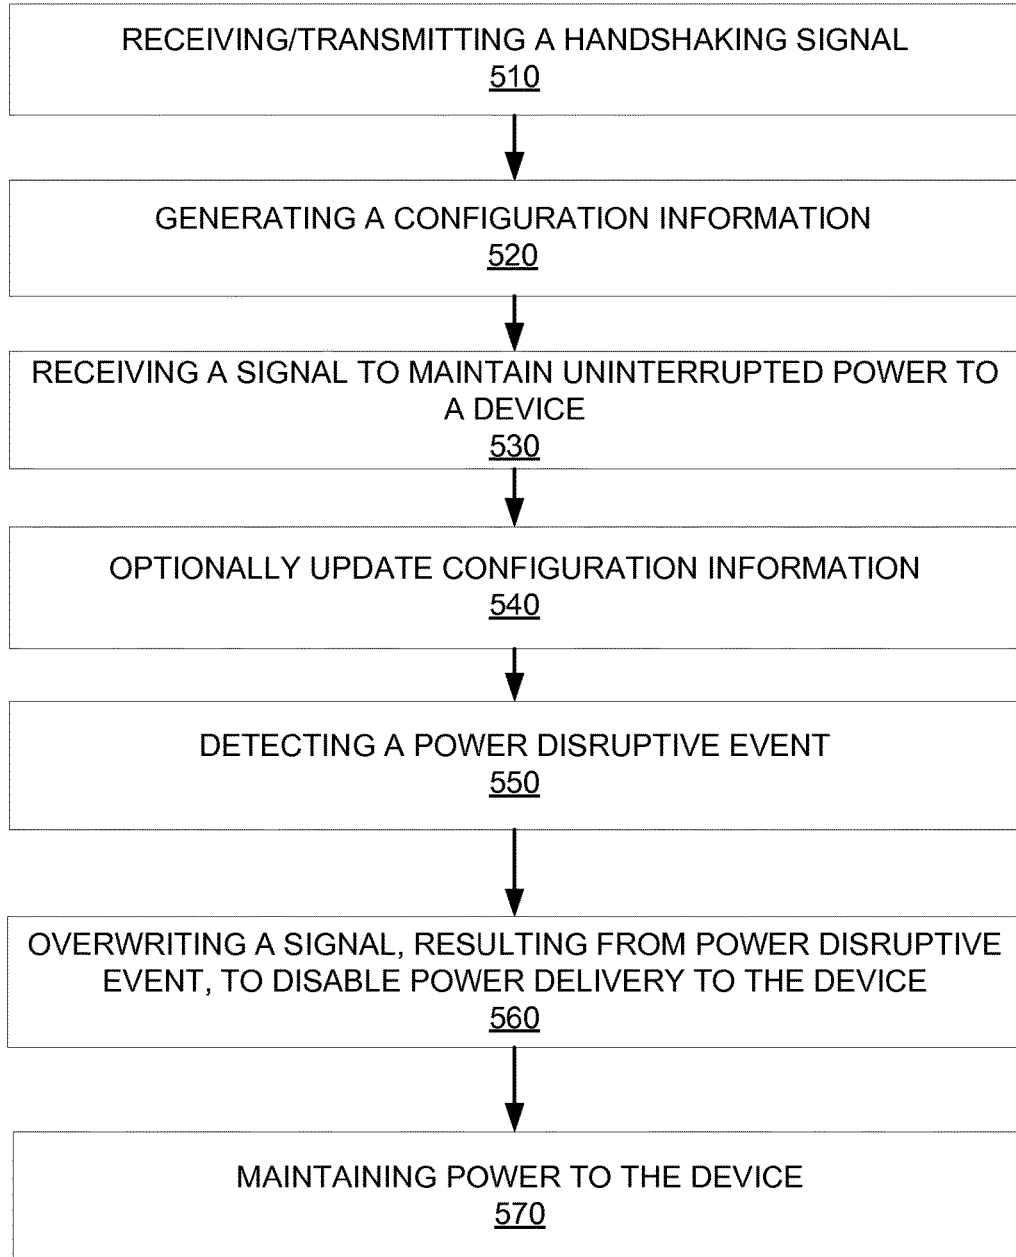 RECEIVING/TRANSMITTING A HANDSHAKING SIGNAL
510
GENERATING A CONFIGURATION INFORMATION
520
RECEIVING A SIGNAL TO MAINTAIN UNINTERRUPTED POWER TO
A DEVICE
530
OPTIONALLY UPDATE CONFIGURATION INFORMATION
540
DETECTING A POWER DISRUPTIVE EVENT
550
OVERWRITING A SIGNAL, RESULTING FROM POWER DISRUPTIVE
EVENT, TO DISABLE POWER DELIVERY TO THE DEVICE
560
MAINTAINING POWER TO THE DEVICE
570